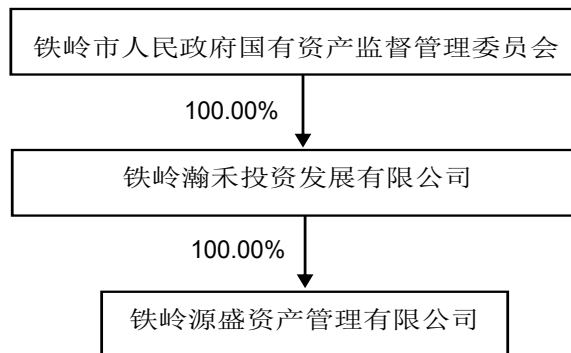 铁岭市人民政府国有资产监督管理委员会
100.00%
铁岭瀚禾投资发展有限公司
100.00%
铁岭源盛资产管理有限公司